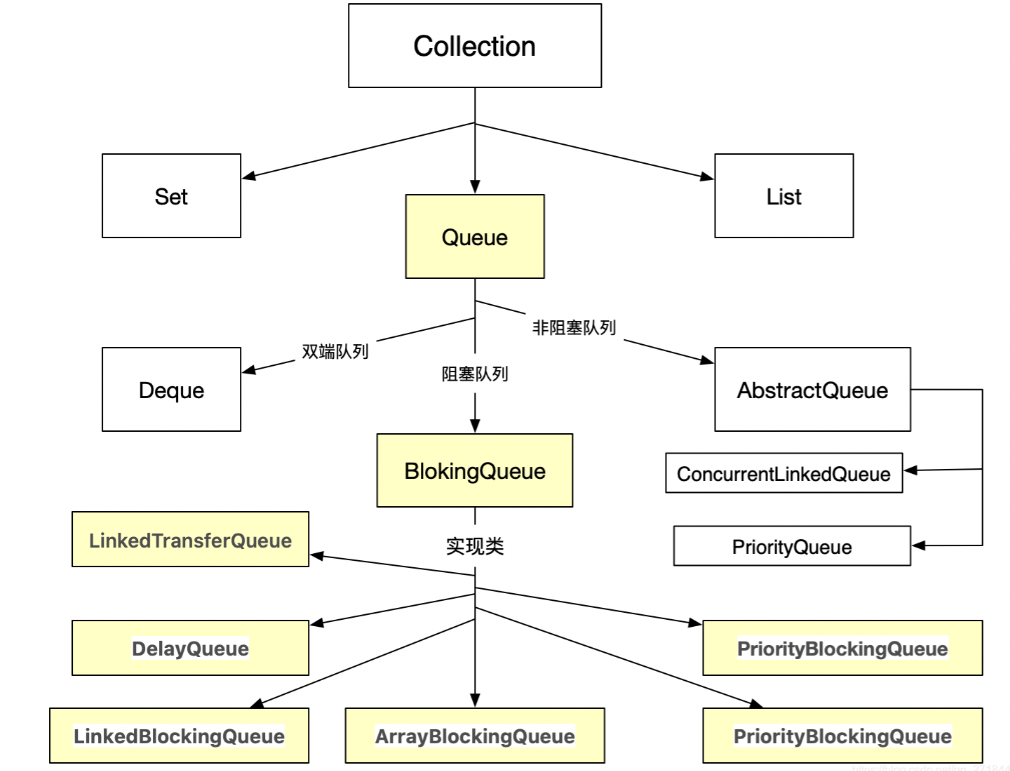 Collection
Set
List
Queue
非阻塞队列
双端队列
阻塞队列
Deque
AbstractQueue
BlokingQueue
ConcurrentLinkedQueue
LinkedTransferQueue
实现类
PriorityQueue
DelayQueue
PriorityBlockingQueue
LinkedBlockingQueue
ArrayBlockingQueue
PriorityBlockingQueue